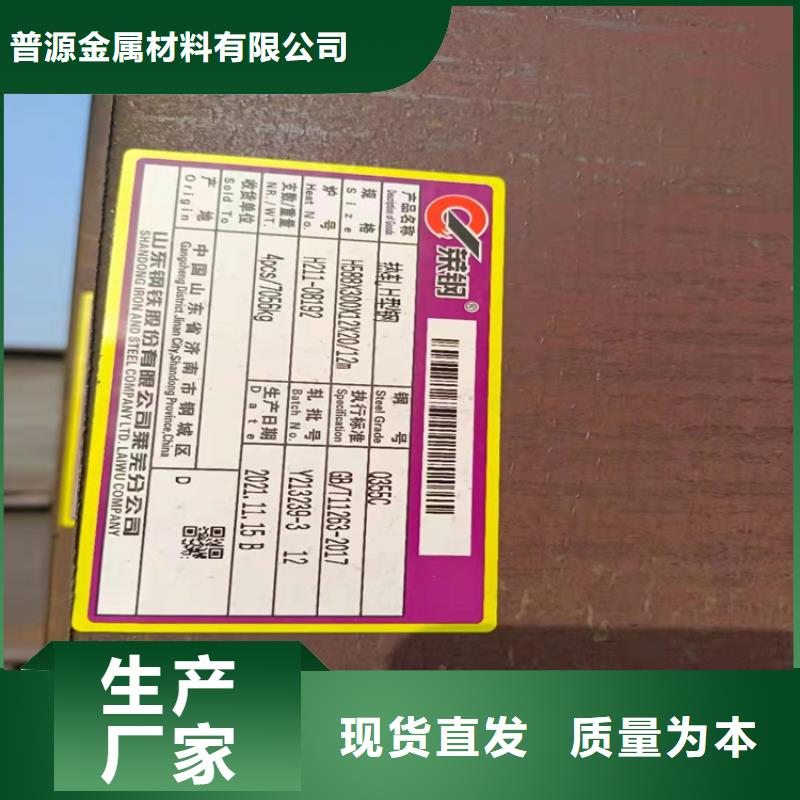 普源金属材料有限公司
莱钢®
产品名称 热轧H型钢 钢号 Q355C
Description of Goods Steel Grade
规格 H588X300X12X20/12m 执行标准 GB/T11263-2017
Size Specification
炉号 H211-08192 轧批号 Y213239-3 12
Heat No. Batch No.
支数/重量 4pcs/7056kg 生产日期 2021.11.15 B
NR./WT. Date
收货单位
Sold To
产地 中国山东省济南市钢城区 D
Origin Gangcheng District,Jinan City,Shandong Province,China
山东钢铁股份有限公司莱芜分公司
SHANDONG IRON AND STEEL COMPANY LTD. LAIWU COMPANY
生产
厂家
现货直发 质量为本